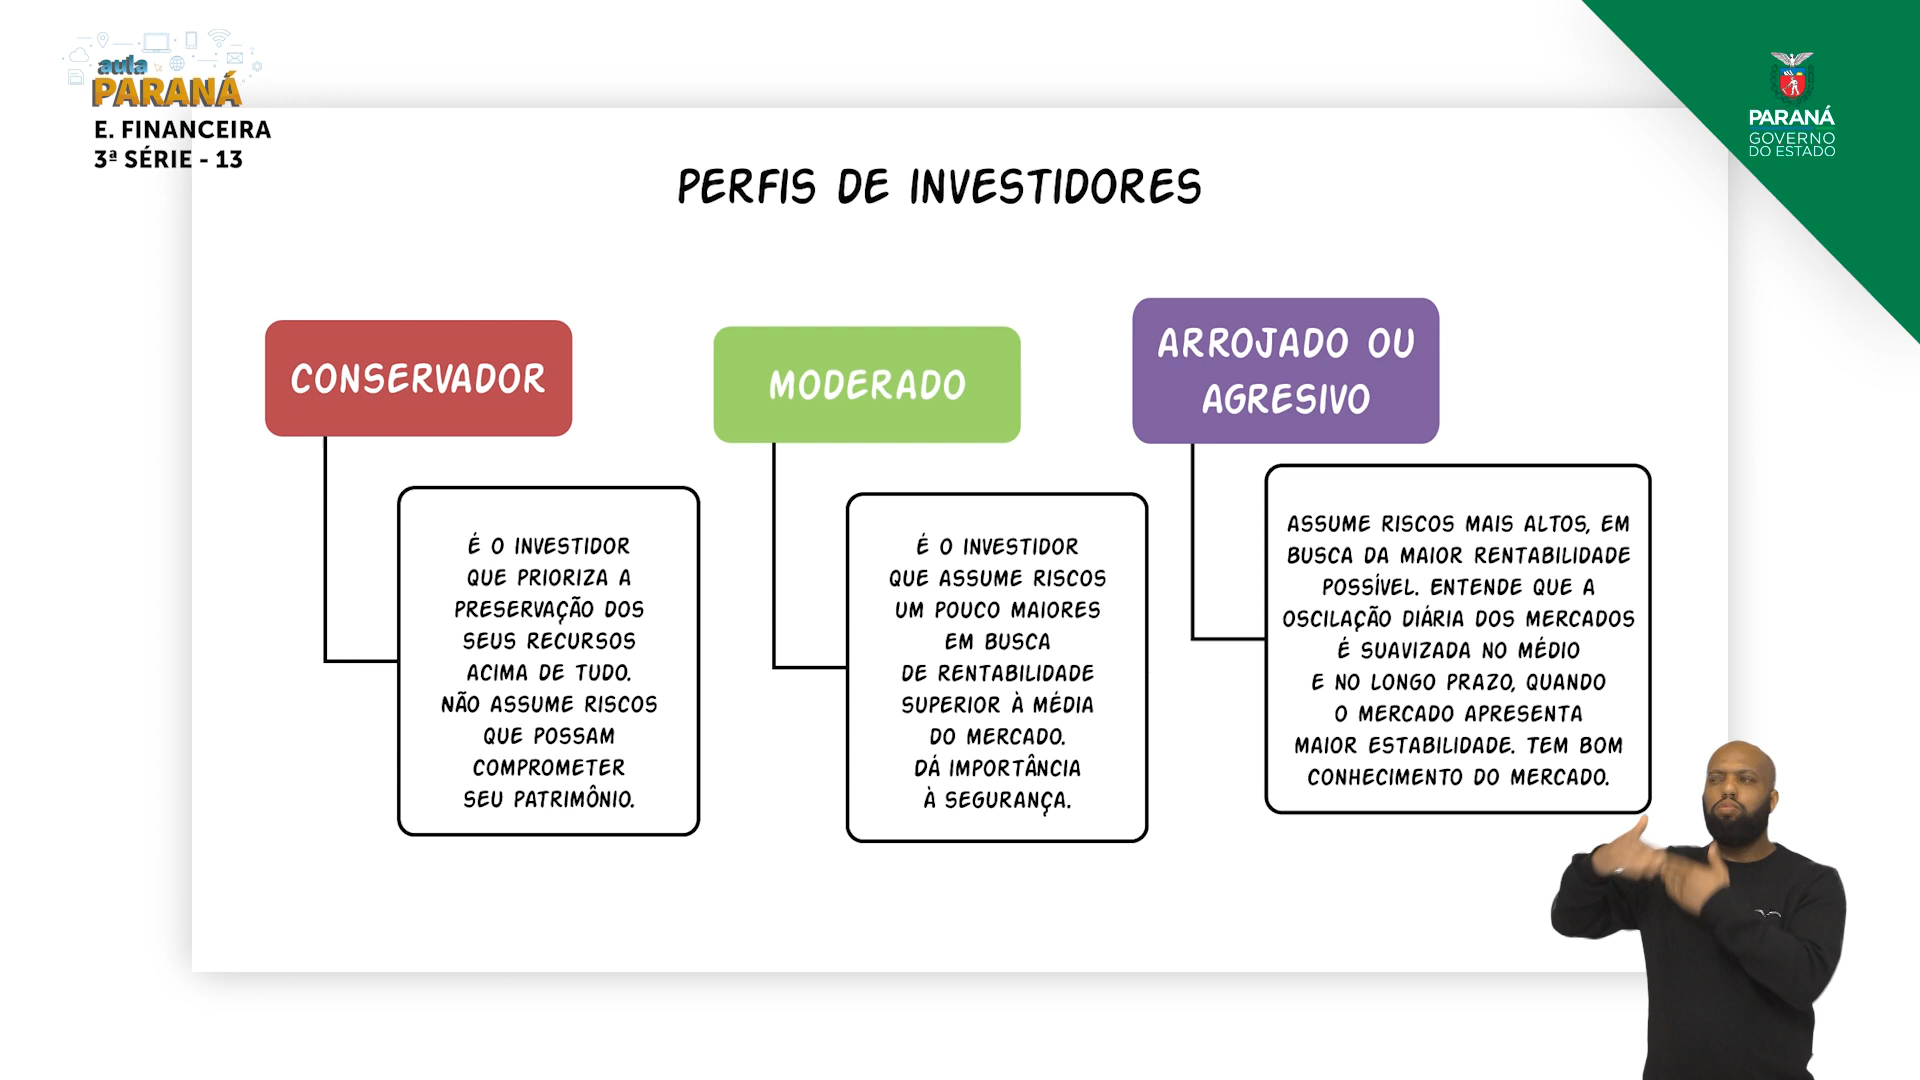 aula
PARANÁ
E. FINANCEIRA
3ª SÉRIE - 13
PARANÁ
GOVERNO
DO ESTADO
PERFIS DE INVESTIDORES
CONSERVADOR
É O INVESTIDOR
QUE PRIORIZA A
PRESERVAÇÃO DOS
SEUS RECURSOS
ACIMA DE TUDO.
NÃO ASSUME RISCOS
QUE POSSAM
COMPROMETER
SEU PATRIMÔNIO.
MODERADO
É O INVESTIDOR
QUE ASSUME RISCOS
UM POUCO MAIORES
EM BUSCA
DE RENTABILIDADE
SUPERIOR À MÉDIA
DO MERCADO.
DÁ IMPORTÂNCIA
À SEGURANÇA.
ARROJADO OU
AGRESIVO
ASSUME RISCOS MAIS ALTOS, EM
BUSCA DA MAIOR RENTABILIDADE
POSSÍVEL. ENTENDE QUE A
OSCILAÇÃO DIÁRIA DOS MERCADOS
É SUAVIZADA NO MÉDIO
E NO LONGO PRAZO, QUANDO
O MERCADO APRESENTA
MAIOR ESTABILIDADE. TEM BOM
CONHECIMENTO DO MERCADO.